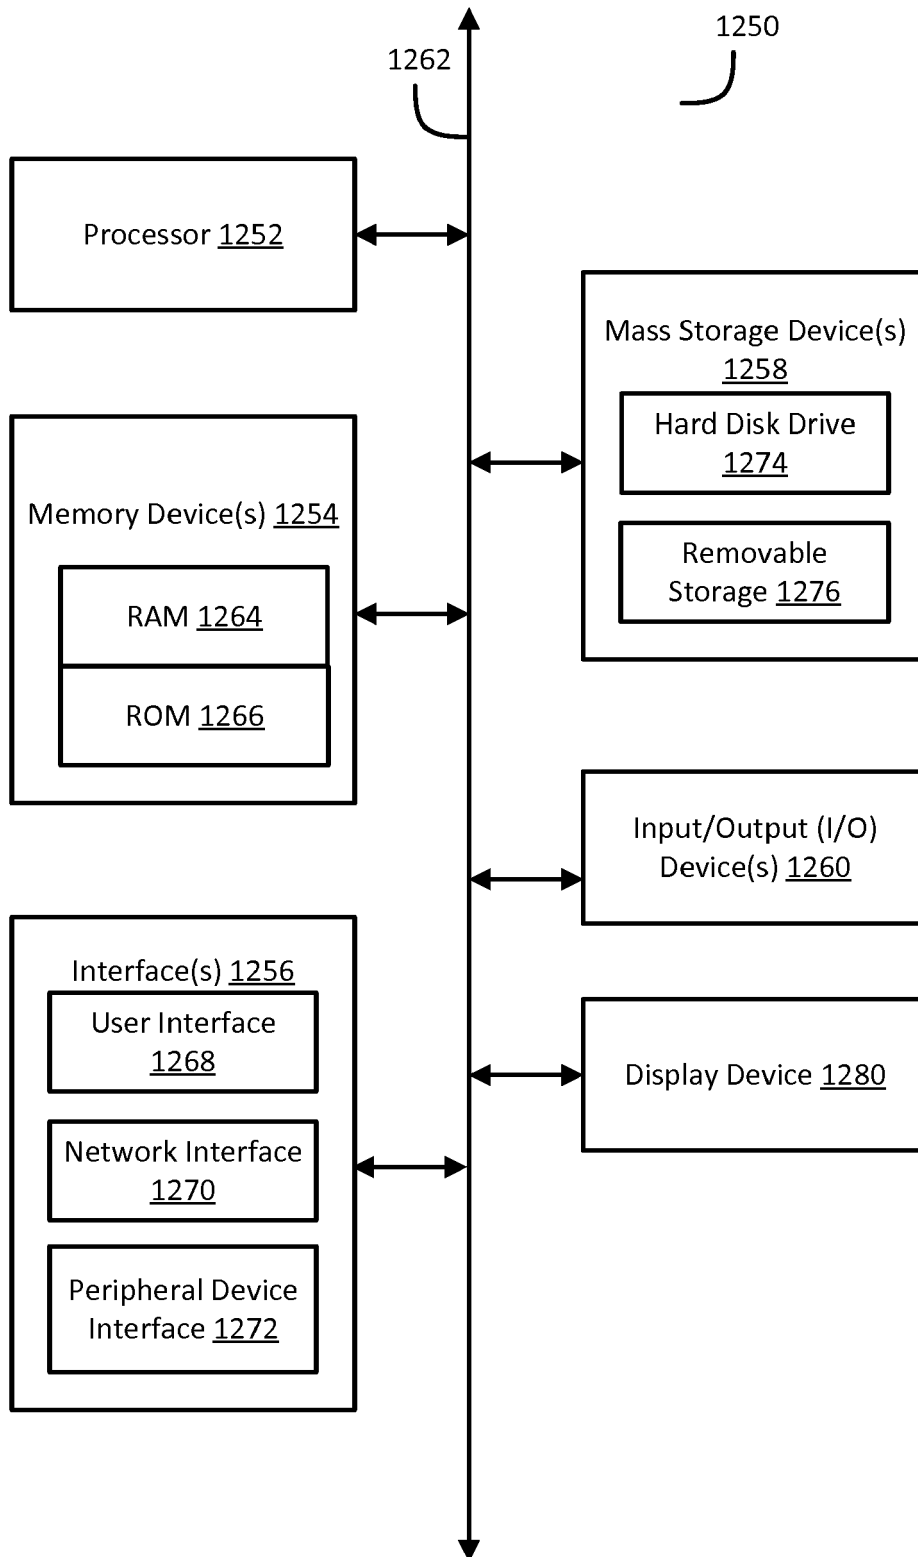 1262
1250
Processor 1252
Memory Device(s) 1254
RAM 1264
ROM 1266
Interface(s) 1256
User Interface
1268
Network Interface
1270
Peripheral Device
Interface 1272
Mass Storage Device(s)
1258
Hard Disk Drive
1274
Removable
Storage 1276
Input/Output (I/O)
Device(s) 1260
Display Device 1280